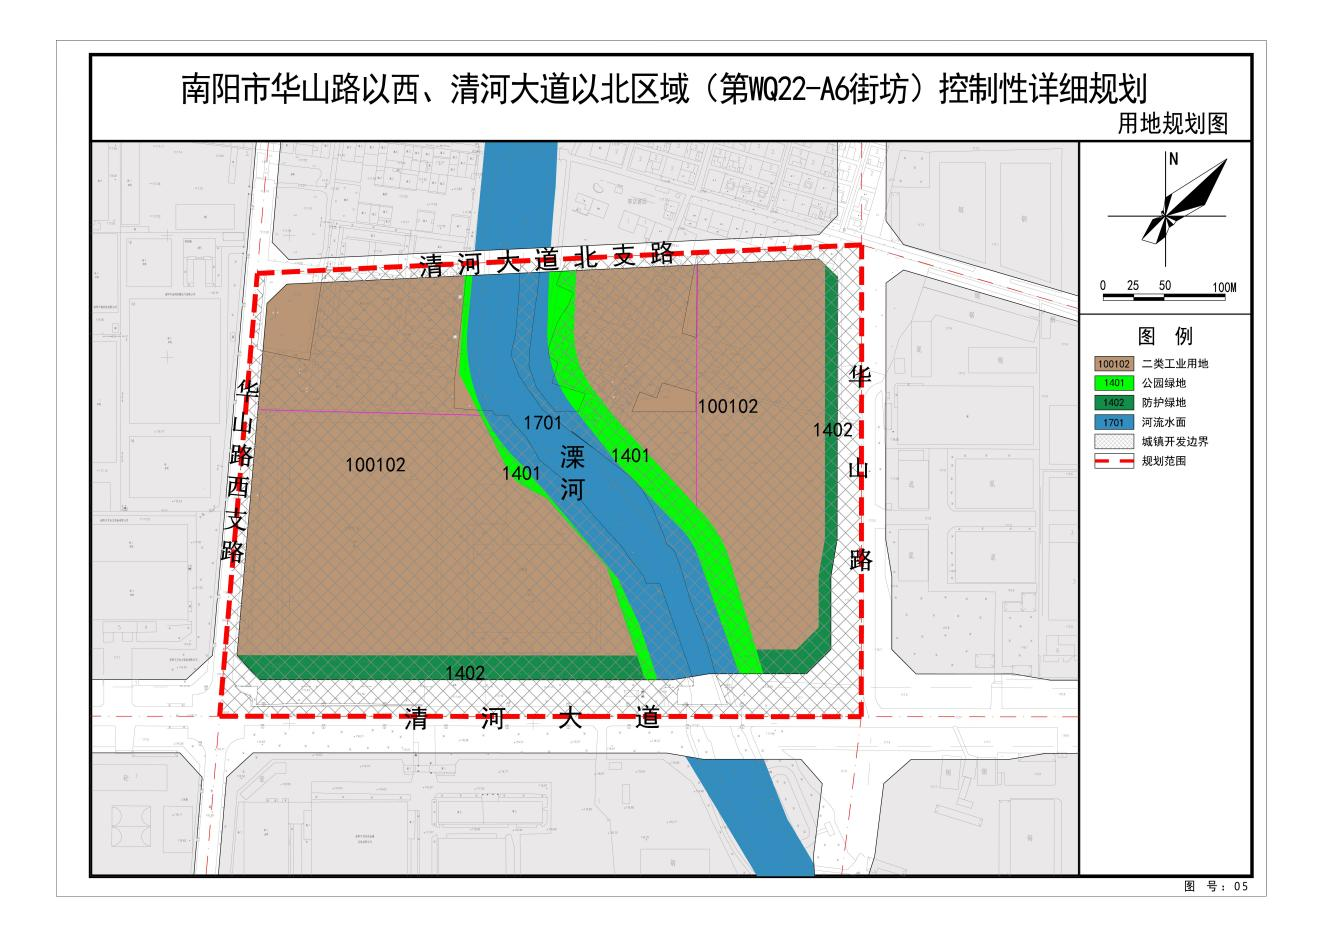 南阳市华山路以西、清河大道以北区域（第WQ22-A6街坊）控制性详细规划
用地规划图
N
0 25 50 100M
图 例
100102 二类工业用地
1401 公园绿地
1402 防护绿地
1701 河流水面
城镇开发边界
规划范围
清河大道北支路
华山路西支路
华山路
100102
1701
100102
1402
1401
1401
溧河
1402
清河大道
图 号：05